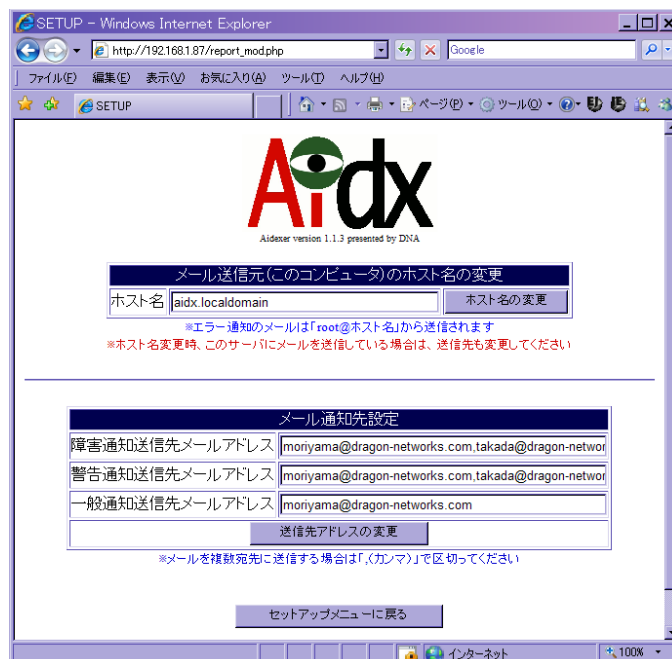 SETUP - Windows Internet Explorer
http://192.168.1.87/report_mod.php
Google
ファイル(F) 編集(E) 表示(V) お気に入り(A) ツール(T) ヘルプ(H)
SETUP
ページ(P) ツール(O)
Aidx
Aidexer version 1.1.3 presented by DNA
メール送信元(このコンピュータ)のホスト名の変更
ホスト名 aidx.localdomain ホスト名の変更
※エラー通知のメールは「root@ホスト名」から送信されます
※ホスト名変更時、このサーバにメールを送信している場合は、送信先も変更してください
メール通知先設定
障害通知送信先メールアドレス moriyama@dragon-networks.com,takada@dragon-networ
警告通知送信先メールアドレス moriyama@dragon-networks.com,takada@dragon-networ
一般通知送信先メールアドレス moriyama@dragon-networks.com
送信先アドレスの変更
※メールを複数宛先に送信する場合は「,(カンマ)」で区切ってください
セットアップメニューに戻る
インターネット 100%